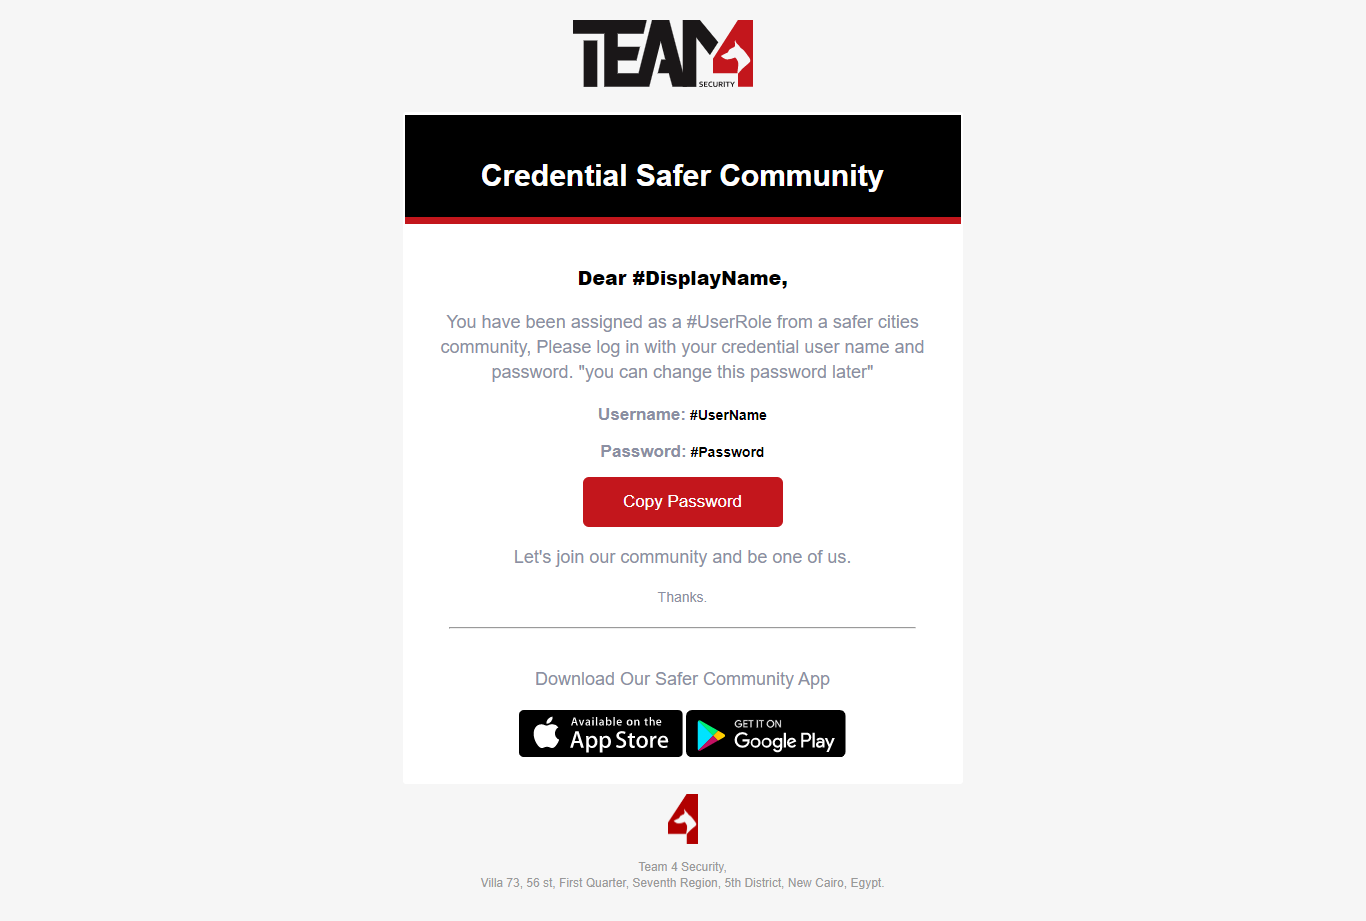 TEAM4
SECURITY
Credential Safer Community
Dear #DisplayName,
You have been assigned as a #UserRole from a safer cities
community, Please log in with your credential user name and
password. "you can change this password later"
Username: #UserName
Password: #Password
Copy Password
Let's join our community and be one of us.
Thanks.
Download Our Safer Community App
Available on the
App Store
GET IT ON
Google Play
4
Team 4 Security,
Villa 73, 56 st, First Quarter, Seventh Region, 5th District, New Cairo, Egypt.